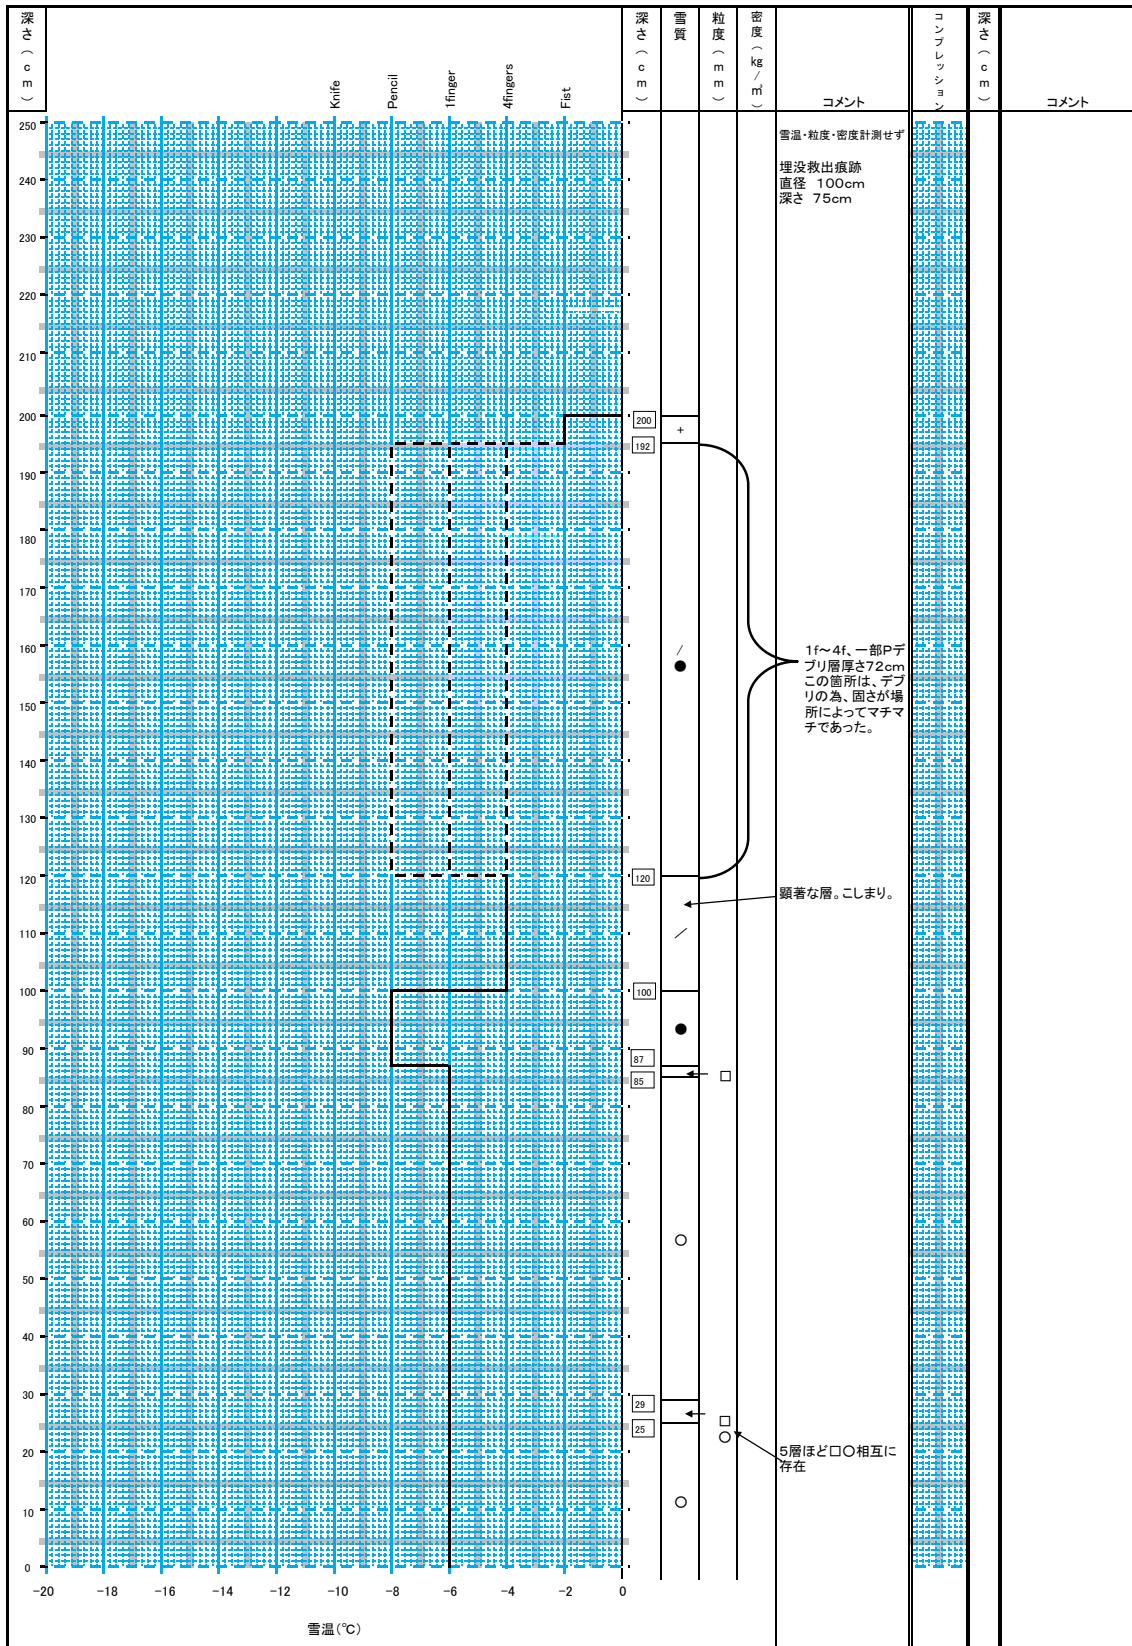 深さ(cm)
Knife
Pencil
1finger
4fingers
Fist
深さ(cm)
雪質
粒度(mm)
密度(kg/㎥)
コメント
コンプレッション
深さ(cm)
コメント
250
240
230
220
210
200
190
180
170
160
150
140
130
120
110
100
90
80
70
60
50
40
30
20
10
0
-20 -18 -16 -14 -12 -10 -8 -6 -4 -2 0
雪温(℃)
200
+
192
/
●
120
/
100
●
87
85
□
○
29
25
□
○
○
雪温・粒度・密度計測せず
埋没救出痕跡
直径 100cm
深さ 75cm
1f~4f、一部Pデ
ブリ層厚さ72cm
この箇所は、デブ
リの為、固さが場
所によってマチマ
チであった。
顕著な層。こしまり。
5層ほど□○相互に
存在